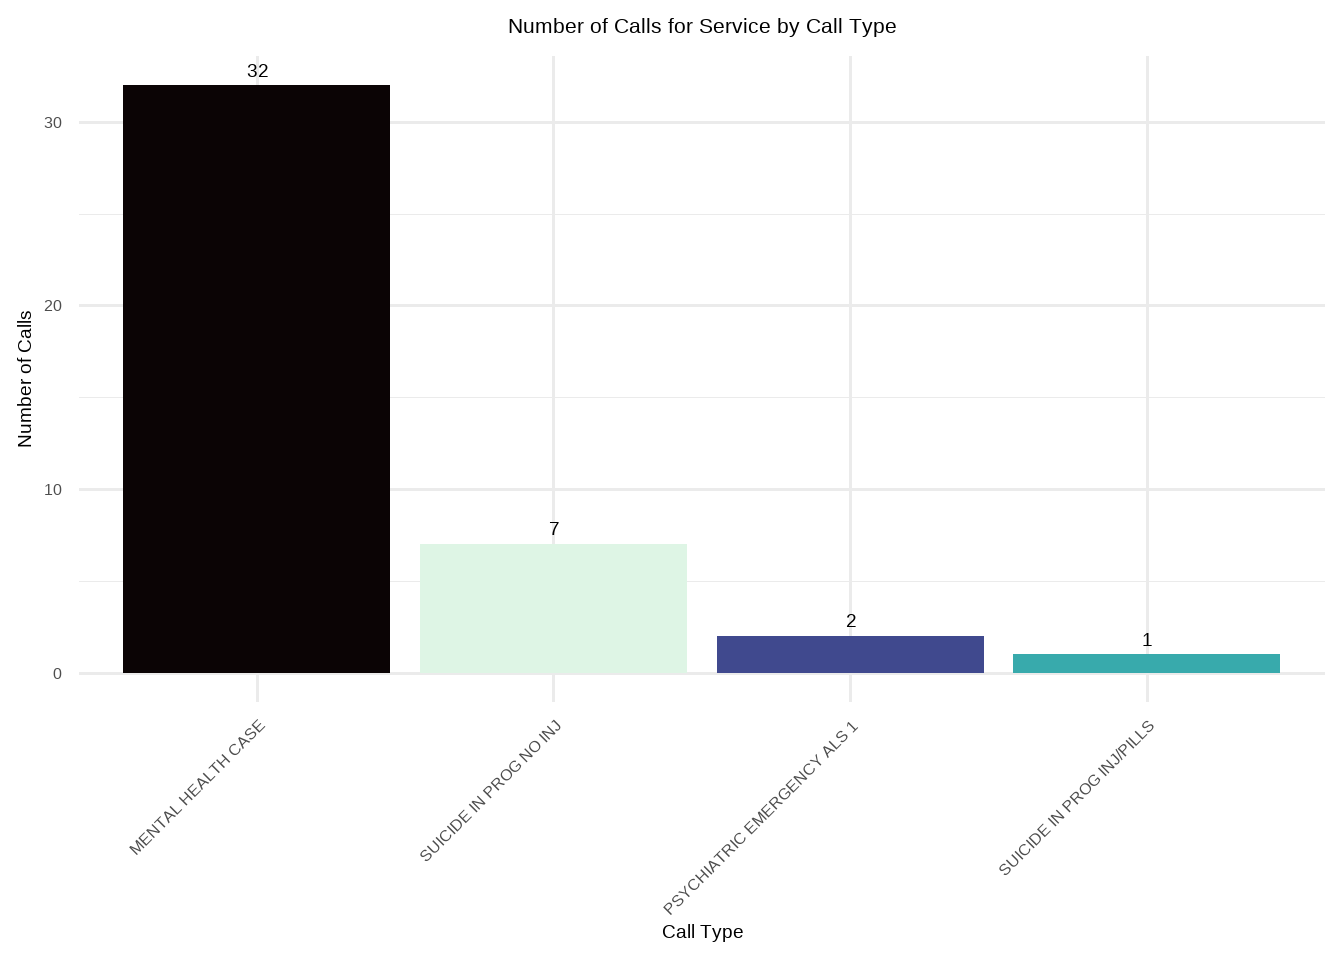 Number of Calls for Service by Call Type
32
30
20
Number of Calls
10
7
2
1
0
MENTAL HEALTH CASE
SUICIDE IN PROG NO INJ
PSYCHIATRIC EMERGENCY ALS 1
SUICIDE IN PROG INJ/PILLS
Call Type